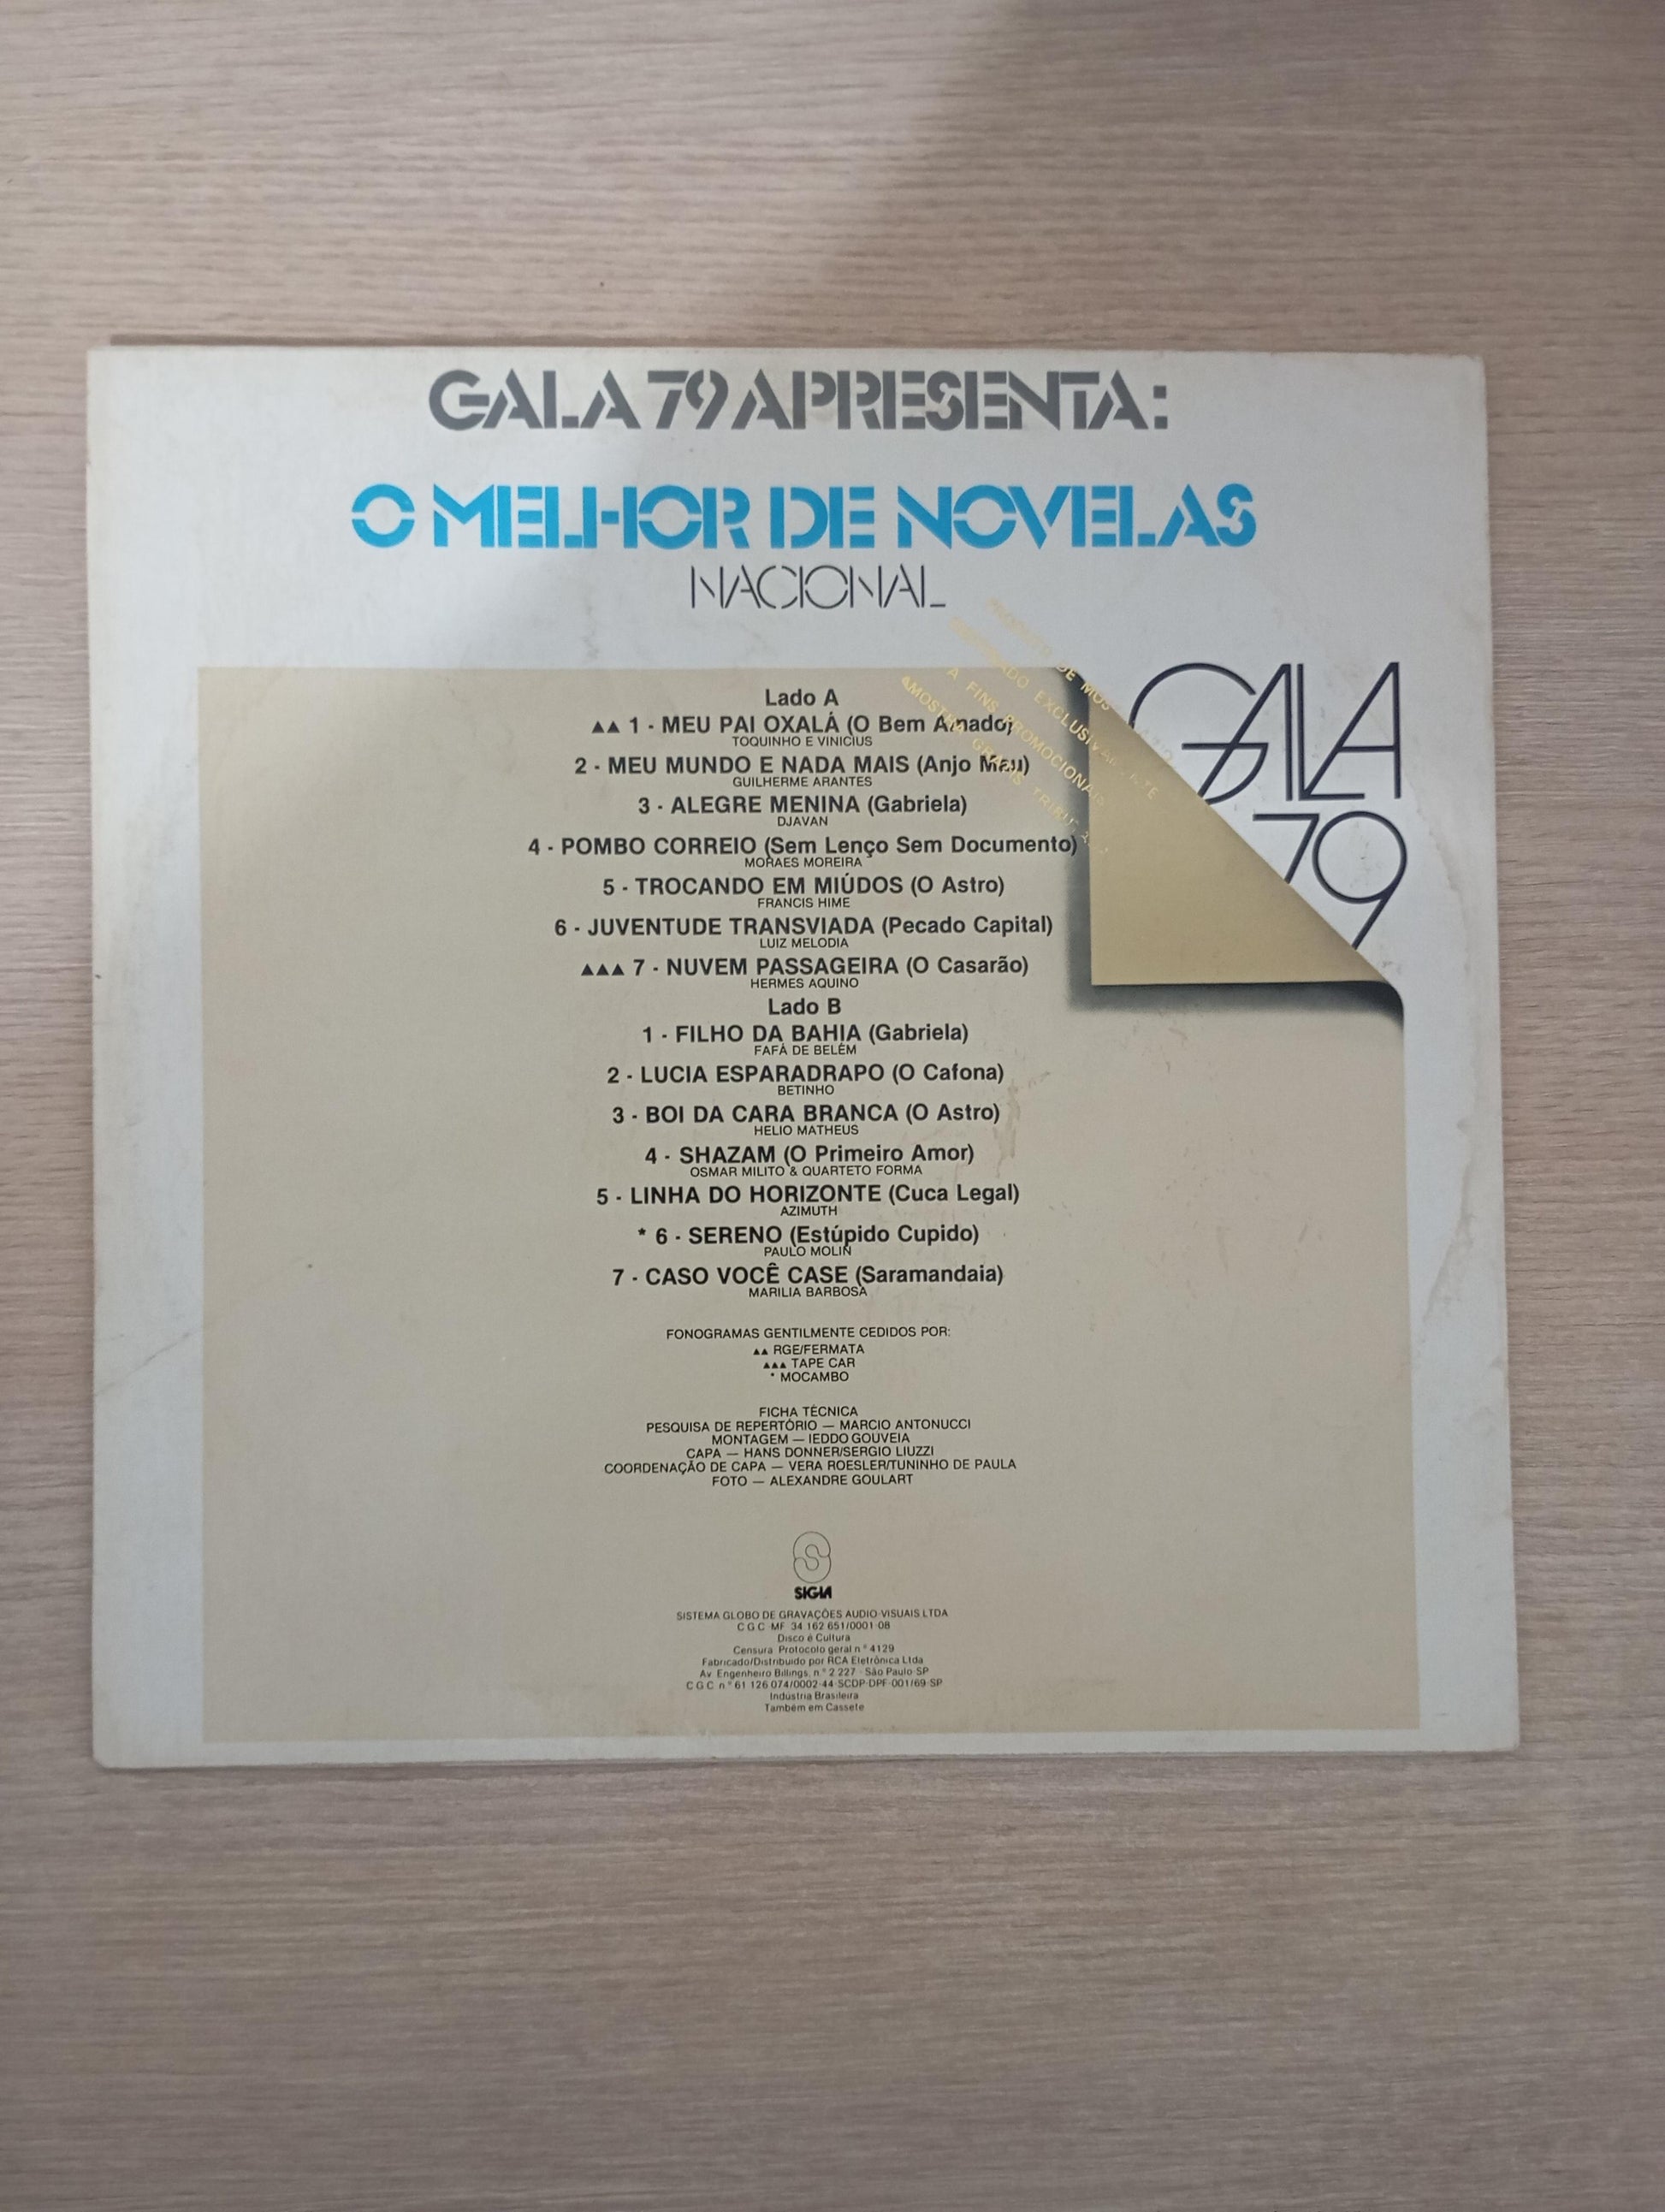 GALA 79 APRESENTA:
O MELHOR DE NOVELAS
NACIONAL
GALA
79
DE
EXCLUSIVAMENTE
A FINS PROMOCIONAIS
AMOSTRA GRATIS
Lado A
▲▲ 1 - MEU PAI OXALÁ (O Bem Amado)
TOQUINHO E VINICIUS
2 - MEU MUNDO E NADA MAIS (Anjo Mau)
GUILHERME ARANTES
3 - ALEGRE MENINA (Gabriela)
DJAVAN
4 - POMBO CORREIO (Sem Lenço Sem Documento)
MORAES MOREIRA
5 - TROCANDO EM MIÚDOS (O Astro)
FRANCIS HIME
6 - JUVENTUDE TRANSVIADA (Pecado Capital)
LUIZ MELODIA
▲▲▲ 7 - NUVEM PASSAGEIRA (O Casarão)
HERMES AQUINO
Lado B
1 - FILHO DA BAHIA (Gabriela)
FAFÁ DE BELÉM
2 - LUCIA ESPARADRAPO (O Cafona)
BETINHO
3 - BOI DA CARA BRANCA (O Astro)
HELIO MATHEUS
4 - SHAZAM (O Primeiro Amor)
OSMAR MILITO & QUARTETO FORMA
5 - LINHA DO HORIZONTE (Cuca Legal)
AZIMUTH
* 6 - SERENO (Estúpido Cupido)
PAULO MOLIN
7 - CASO VOCÊ CASE (Saramandaia)
MARILIA BARBOSA
FONOGRAMAS GENTILMENTE CEDIDOS POR:
▲▲ RGE/FERMATA
▲▲▲ TAPE CAR
* MOCAMBO
FICHA TÉCNICA
PESQUISA DE REPERTÓRIO — MARCIO ANTONUCCI
MONTAGEM — IEDDO GOUVEIA
CAPA — HANS DONNER/SERGIO LIUZZI
COORDENAÇÃO DE CAPA — VERA ROESLER/TUNINHO DE PAULA
FOTO — ALEXANDRE GOULART
SIGLA
SISTEMA GLOBO DE GRAVAÇÕES AUDIO-VISUAIS LTDA
C G C MF 34 162 651/0001-08
Disco é Cultura
Censura Protocolo geral n.º 4129
Fabricado/Distribuido por RCA Eletrônica Ltda
Av. Engenheiro Billings, n.º 2.227 - São Paulo-SP
C G C n.º 61 126 074/0002-44-SCDP-DPF-001/69-SP
Industria Brasileira
Também em Cassete